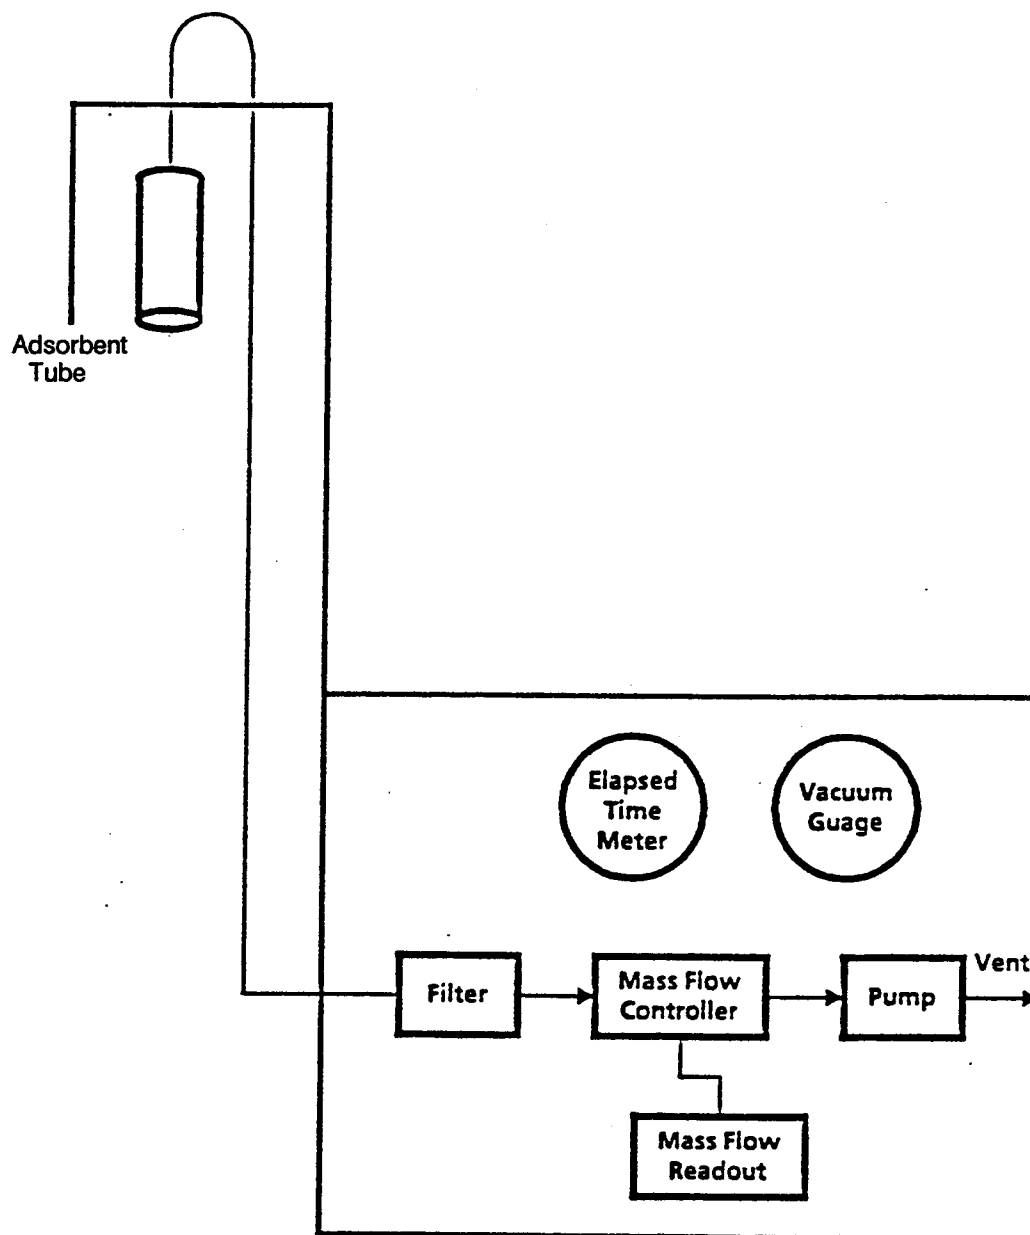 Adsorbent
Tube
Elapsed
Time
Meter
Vacuum
Guage
Filter
Mass Flow
Controller
Pump
Vent
Mass Flow
Readout